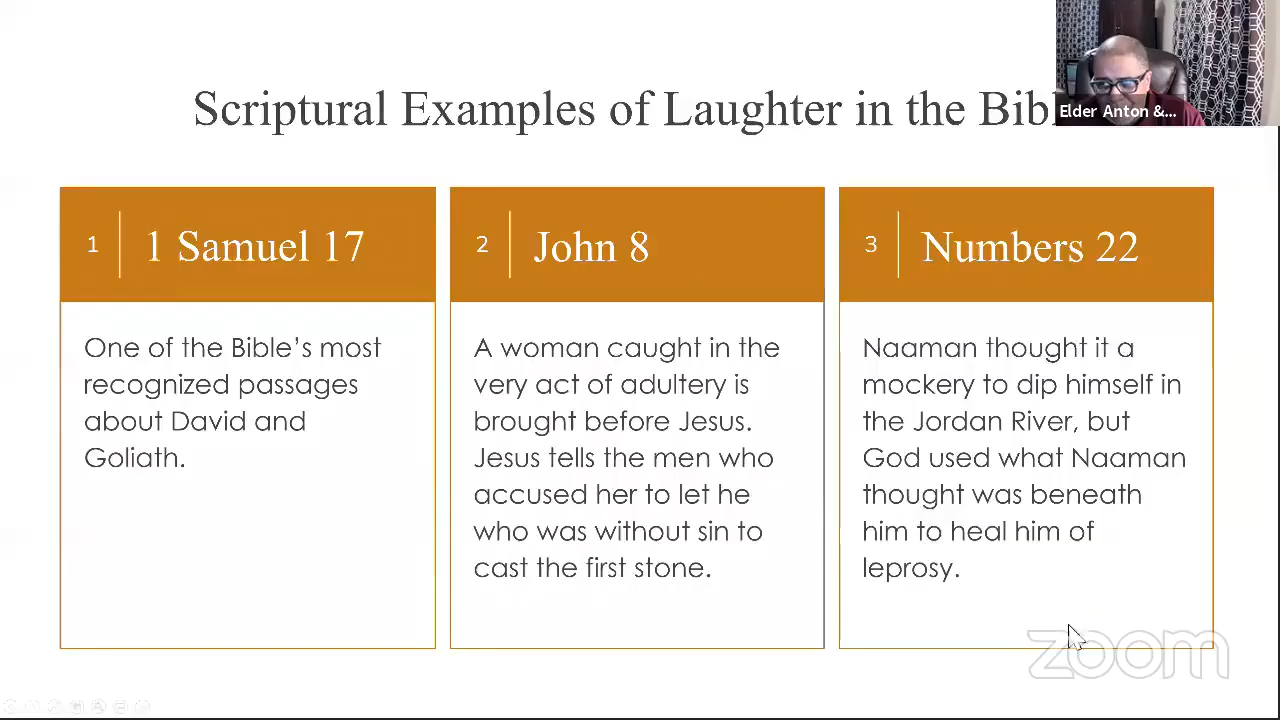 Scriptural Examples of Laughter in the Bib
Elder Anton &...
1
1 Samuel 17
One of the Bible's most
recognized passages
about David and
Goliath.
2
John 8
A woman caught in the
very act of adultery is
brought before Jesus.
Jesus tells the men who
accused her to let he
who was without sin to
cast the first stone.
3
Numbers 22
Naaman thought it a
mockery to dip himself in
the Jordan River, but
God used what Naaman
thought was beneath
him to heal him of
leprosy.
zoom